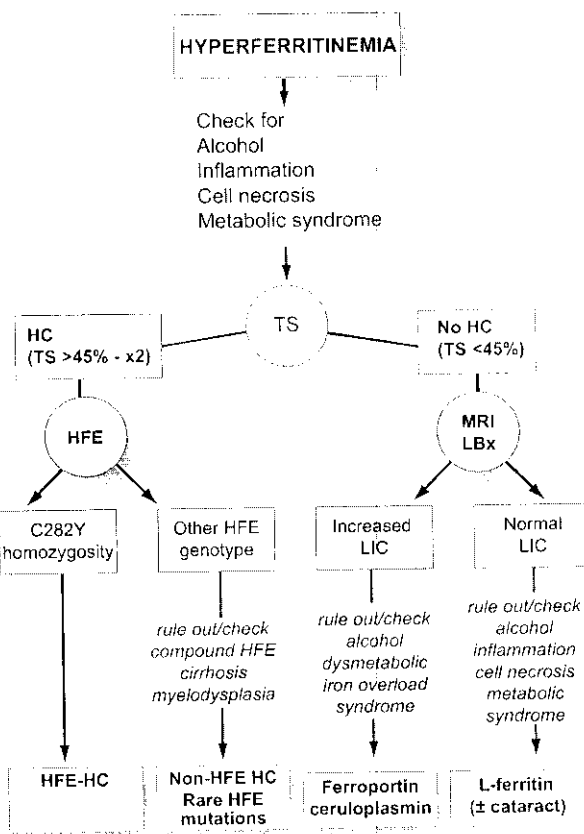 HYPERFERRITINEMIA
Check for
Alcohol
Inflammation
Cell necrosis
Metabolic syndrome
TS
HC
(TS >45% - x2)
No HC
(TS <45%)
HFE
MRI
LBx
C282Y
homozygosity
Other HFE
genotype
Increased
LIC
Normal
LIC
rule out/check
compound HFE
cirrhosis
myelodysplasia
rule out/check
alcohol
dysmetabolic
iron overload
syndrome
rule out/check
alcohol
inflammation
cell necrosis
metabolic
syndrome
HFE-HC
Non-HFE HC
Rare HFE
mutations
Ferroportin
ceruloplasmin
L-ferritin
(± cataract)